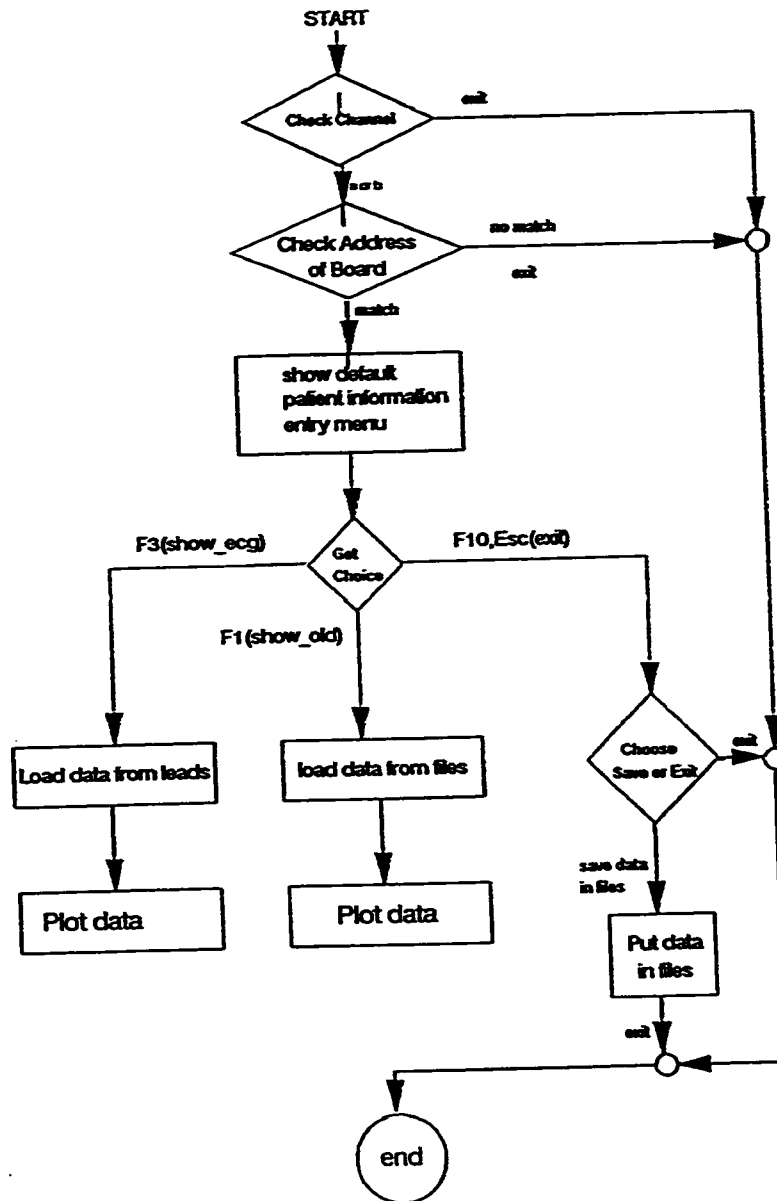 START
Check Channel
exit
Check Address
of Board
no match
exit
match
show default
patient information
entry menu
F3(show_ecg)
Get
Choice
F10,Esc(exit)
F1(show_old)
Load data from leads
load data from files
Choose
Save or Exit
exit
save data
in files
Plot data
Plot data
Put data
in files
exit
end